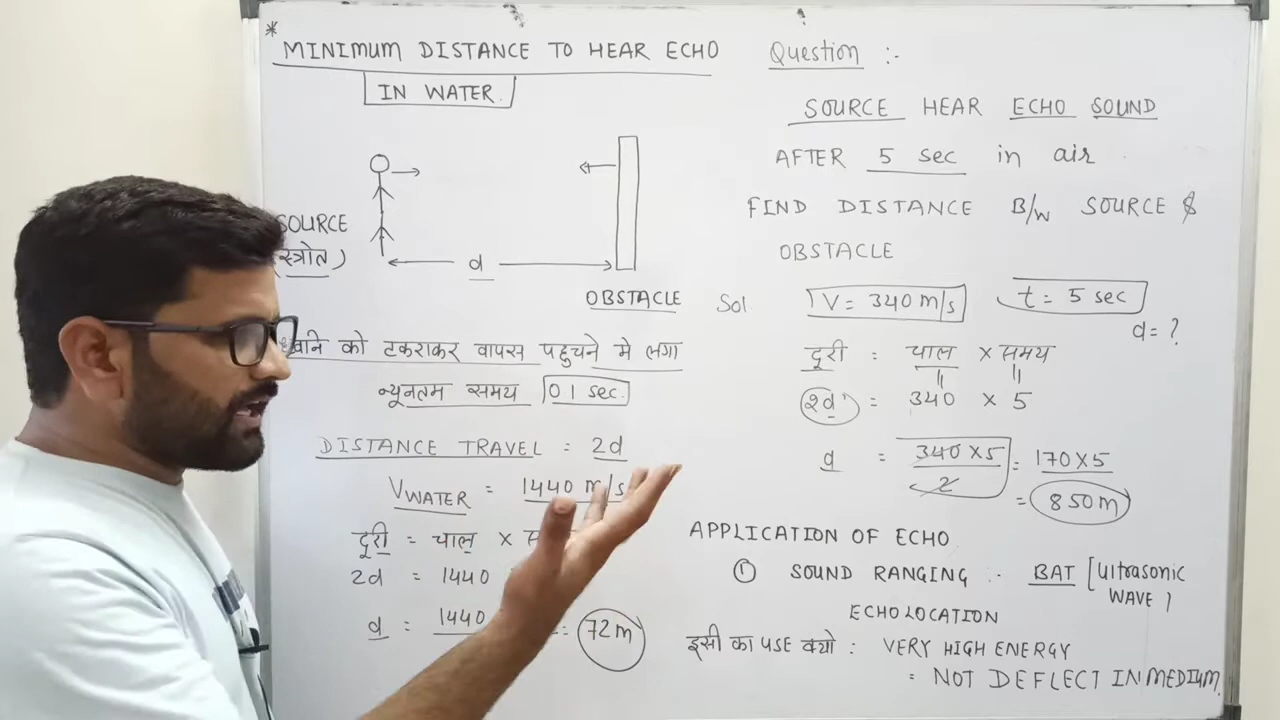 * MINIMUM DISTANCE TO HEAR ECHO
IN WATER.
SOURCE
(स्त्रोत)
d
OBSTACLE
ध्वनि को टकराकर वापस पहुचने मे लगा
न्यूनतम समय 0.1 sec.
DISTANCE TRAVEL = 2d
VWATER = 1440 m/s
दूरी = चाल ×
2d = 1440
d = 1440
= 72m
Question :-
SOURCE HEAR ECHO SOUND
AFTER 5 sec in air.
FIND DISTANCE B/W SOURCE &
OBSTACLE
Sol. V = 340 m/s t = 5 sec
d = ?
दूरी = चाल × समय
2d = 340 × 5
d = 340 × 5 / 2 = 170 × 5
= 850m
APPLICATION OF ECHO
① SOUND RANGING :- BAT [ultrasonic
WAVE)
ECHOLOCATION
इसी का use क्यो : VERY HIGH ENERGY
= NOT DEFLECT IN MEDIUM.